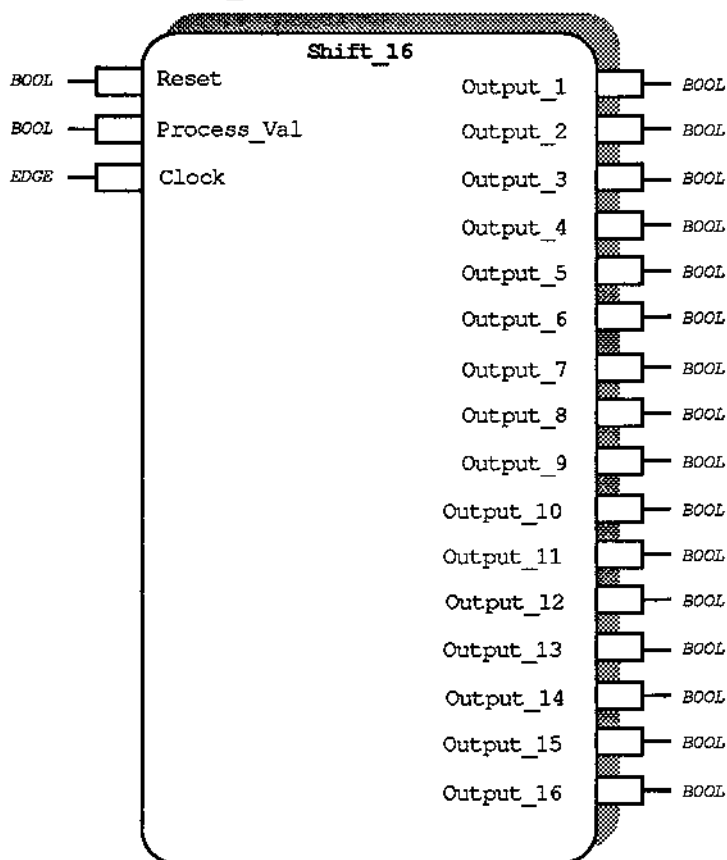 Shift_16
BOOL Reset Output_1 BOOL
BOOL Process_Val Output_2 BOOL
EDGE Clock Output_3 BOOL
Output_4 BOOL
Output_5 BOOL
Output_6 BOOL
Output_7 BOOL
Output_8 BOOL
Output_9 BOOL
Output_10 BOOL
Output_11 BOOL
Output_12 BOOL
Output_13 BOOL
Output_14 BOOL
Output_15 BOOL
Output_16 BOOL